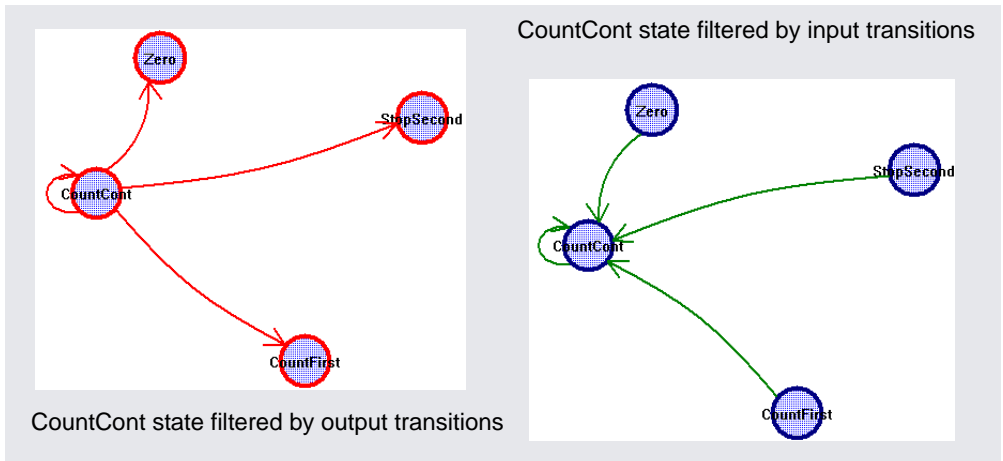 CountCont state filtered by input transitions
Zero
StopSecond
CountCont
CountFirst
CountCont state filtered by output transitions
Zero
StopSecond
CountCont
CountFirst